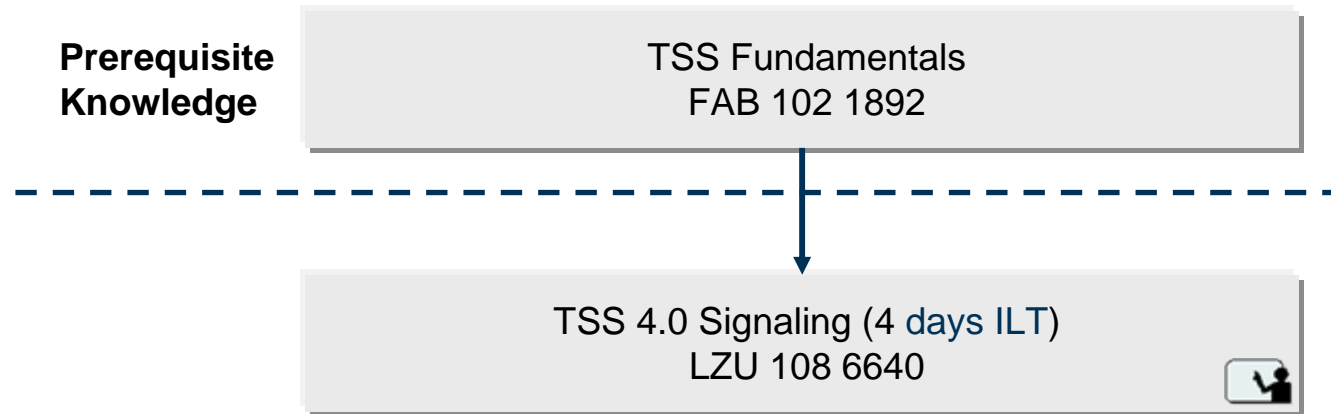 Prerequisite
Knowledge
TSS Fundamentals
FAB 102 1892
TSS 4.0 Signaling (4 days ILT)
LZU 108 6640